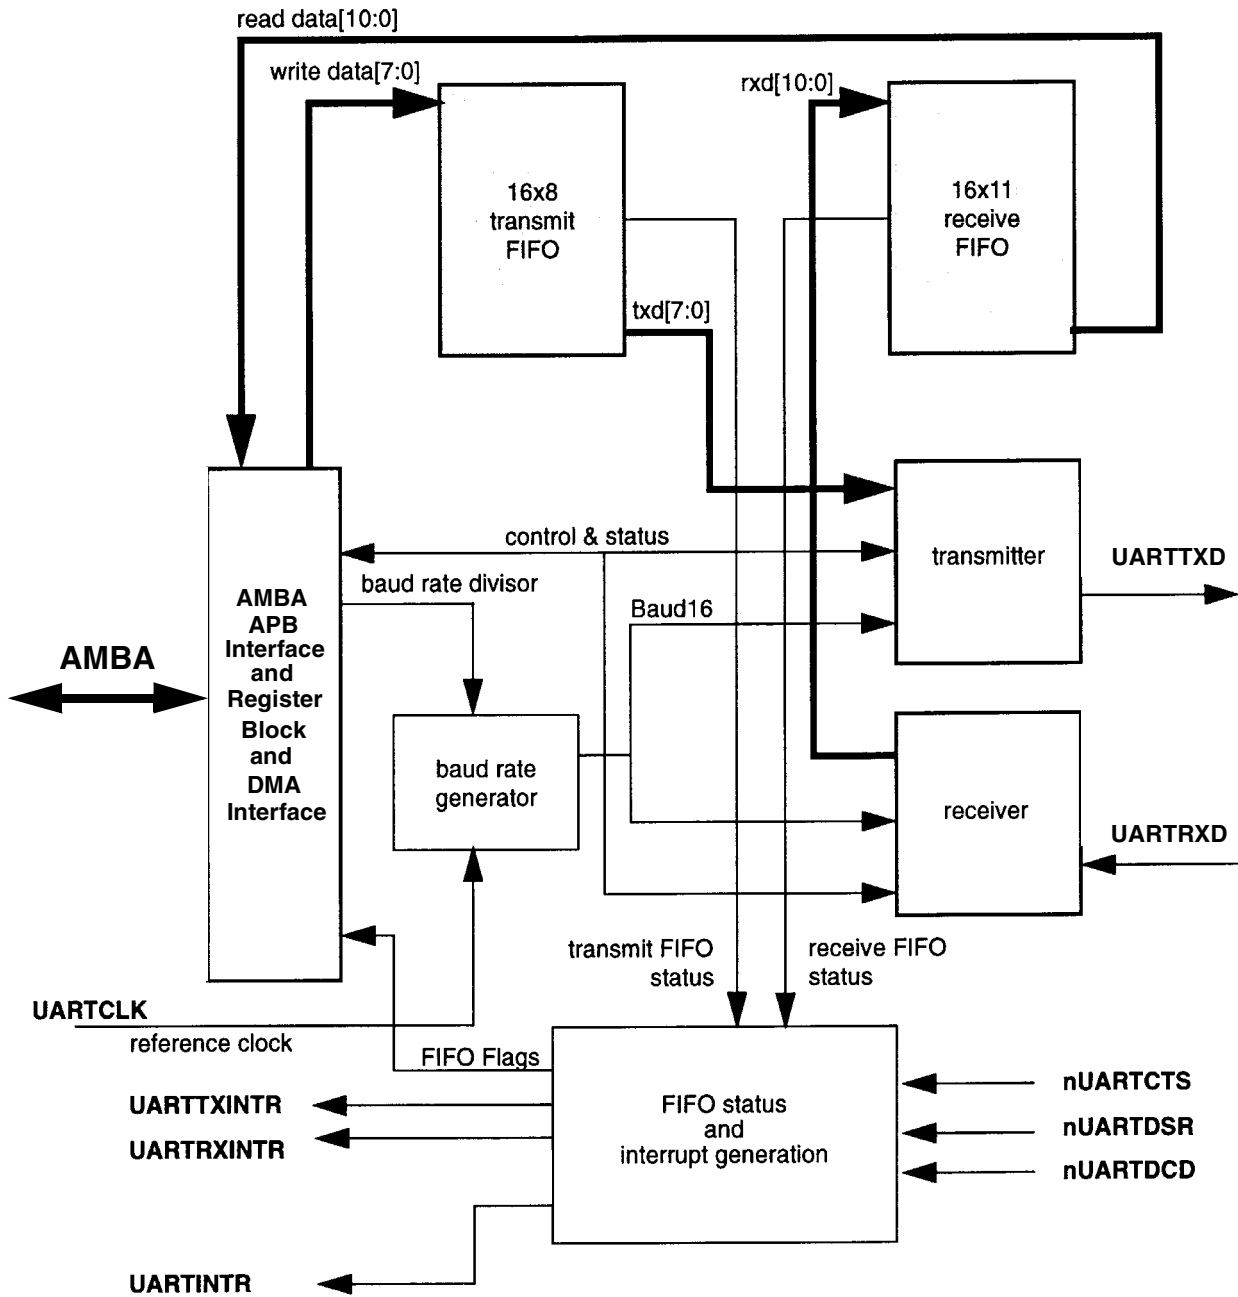 read data[10:0]
write data[7:0]
rxd[10:0]
16x8
transmit
FIFO
16x11
receive
FIFO
txd[7:0]
control & status
baud rate divisor
Baud16
transmitter
UARTTXD
AMBA
AMBA
APB
Interface
and
Register
Block
and
DMA
Interface
baud rate
generator
receiver
UARTRXD
transmit FIFO
status
receive FIFO
status
UARTCLK
reference clock
FIFO Flags
FIFO status
and
interrupt generation
UARTTXINTR
UARTRXINTR
UARTINTR
nUARTCTS
nUARTDSR
nUARTDCD